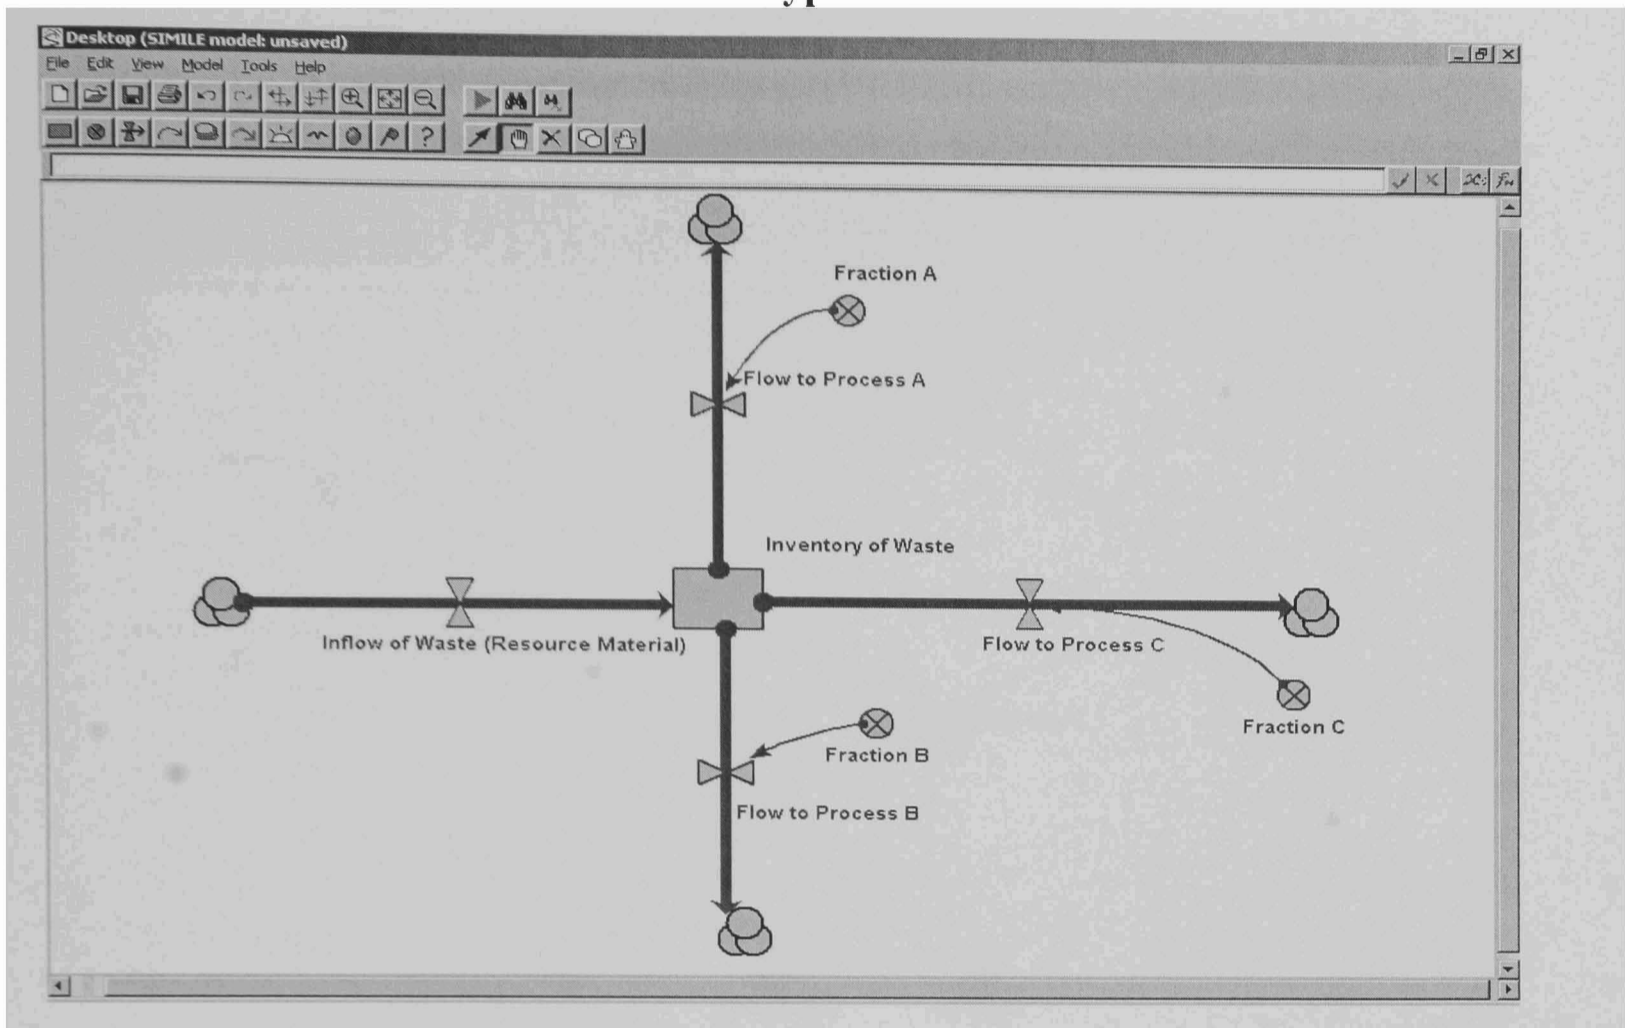 Desktop (SIMILE model: unsaved)
File Edit View Model Tools Help
?
Fraction A
Flow to Process A
Inventory of Waste
Inflow of Waste (Resource Material)
Flow to Process C
Fraction C
Fraction B
Flow to Process B